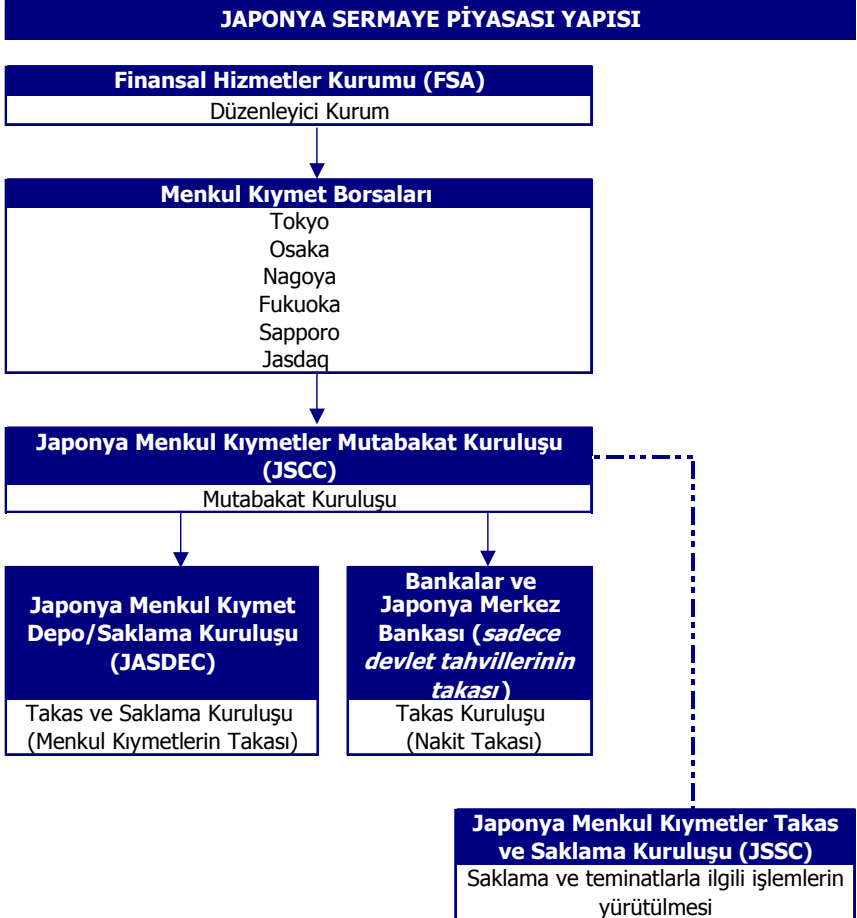 JAPONYA SERMAYE PİYASASI YAPISI
Finansal Hizmetler Kurumu (FSA)
Düzenleyici Kurum
Menkul Kıymet Borsaları
Tokyo
Osaka
Nagoya
Fukuoka
Sapporo
Jasdaq
Japonya Menkul Kıymetler Mutabakat Kuruluşu
(JSCC)
Mutabakat Kuruluşu
Japonya Menkul Kıymet
Depo/Saklama Kuruluşu
(JASDEC)
Takas ve Saklama Kuruluşu
(Menkul Kıymetlerin Takası)
Bankalar ve
Japonya Merkez
Bankası (sadece
devlet tahvillerinin
takası )
Takas Kuruluşu
(Nakit Takası)
Japonya Menkul Kıymetler Takas
ve Saklama Kuruluşu (JSSC)
Saklama ve teminatlarla ilgili işlemlerin
yürütülmesi